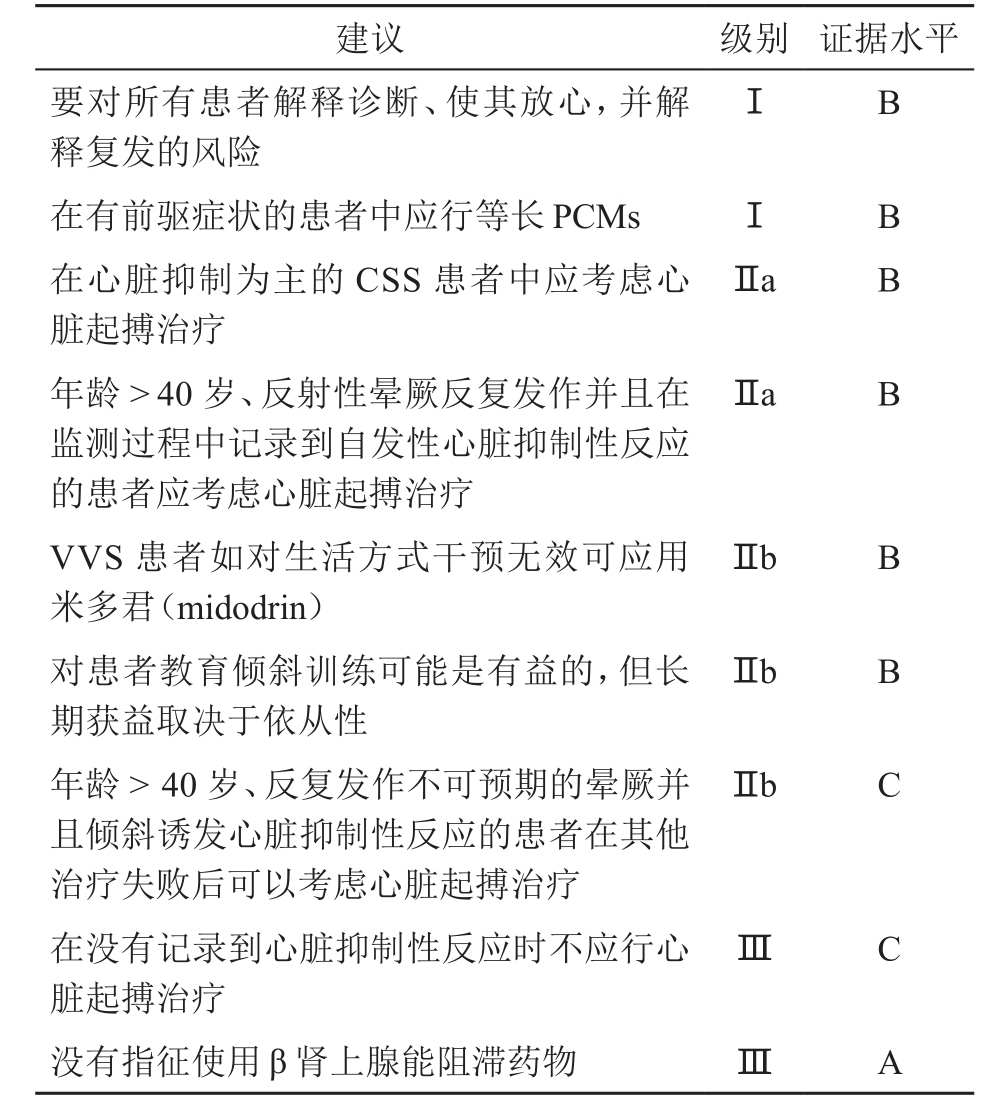 建议 级别 证据水平
要对所有患者解释诊断、使其放心，并解 Ⅰ B
释复发的风险
在有前驱症状的患者中应行等长 PCMs Ⅰ B
在心脏抑制为主的 CSS 患者中应考虑心 Ⅱa B
脏起搏治疗
年龄 > 40 岁、反射性晕厥反复发作并且在 Ⅱa B
监测过程中记录到自发性心脏抑制性反应
的患者应考虑心脏起搏治疗
VVS 患者如对生活方式干预无效可应用 Ⅱb B
米多君（midodrin）
对患者教育倾斜训练可能是有益的，但长 Ⅱb B
期获益取决于依从性
年龄 > 40 岁、反复发作不可预期的晕厥并 Ⅱb C
且倾斜诱发心脏抑制性反应的患者在其他
治疗失败后可以考虑心脏起搏治疗
在没有记录到心脏抑制性反应时不应行心 Ⅲ C
脏起搏治疗
没有指征使用 β 肾上腺能阻滞药物 Ⅲ A